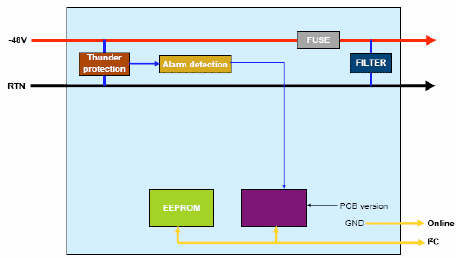 -48V
FUSE
Thunder
protection
Alarm detection
FILTER
RTN
EEPROM
PCB version
GND
Online
I²C